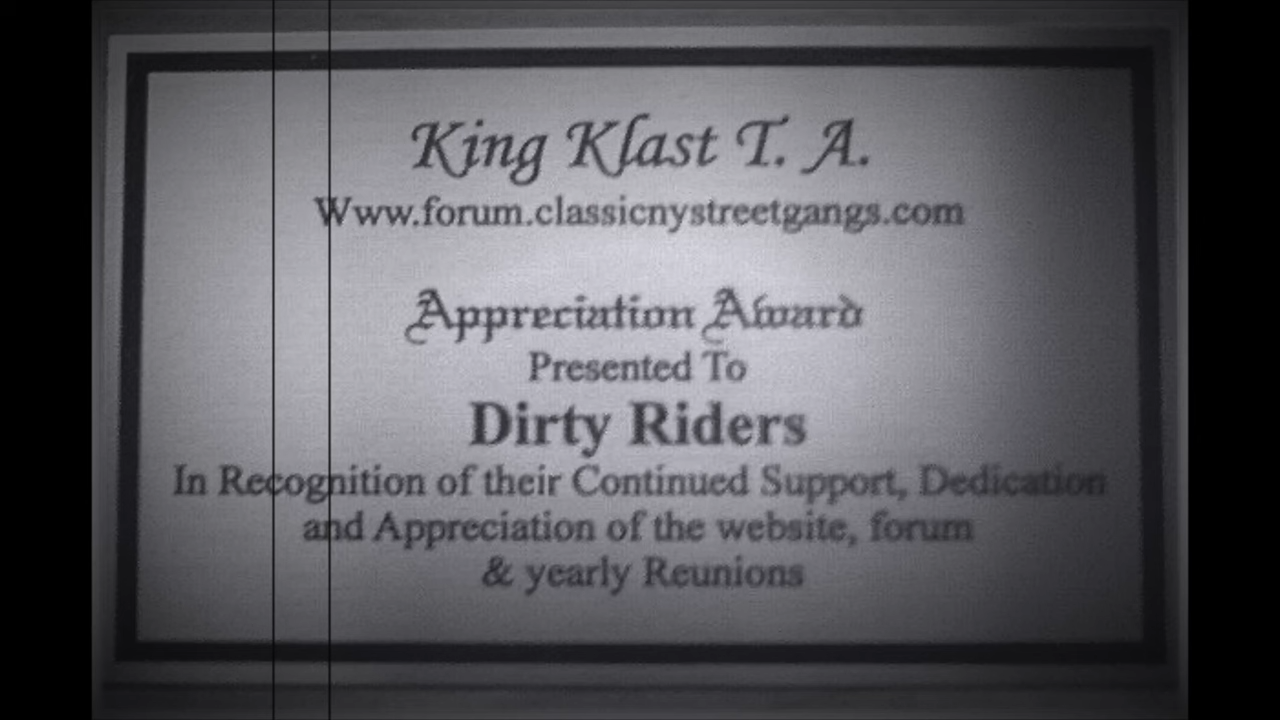 King Klast T. A.
Www.forum.classicnystreetgangs.com
Appreciation Award
Presented To
Dirty Riders
In Recognition of their Continued Support, Dedication
and Appreciation of the website, forum
& yearly Reunions